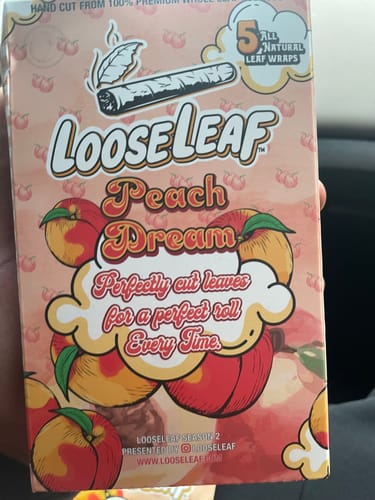 HAND CUT FROM 100% PREMIUM WHOLE LEAF
5 ALL
NATURAL
LEAF WRAPS
LOOSELEAF™
Peach
Dream
Perfectly cut leaves
for a perfect roll
Every Time.
LOOSELEAF SEASON 2
PRESENTED BY LOOSELEAF
WWW.LOOSELEAF.COM